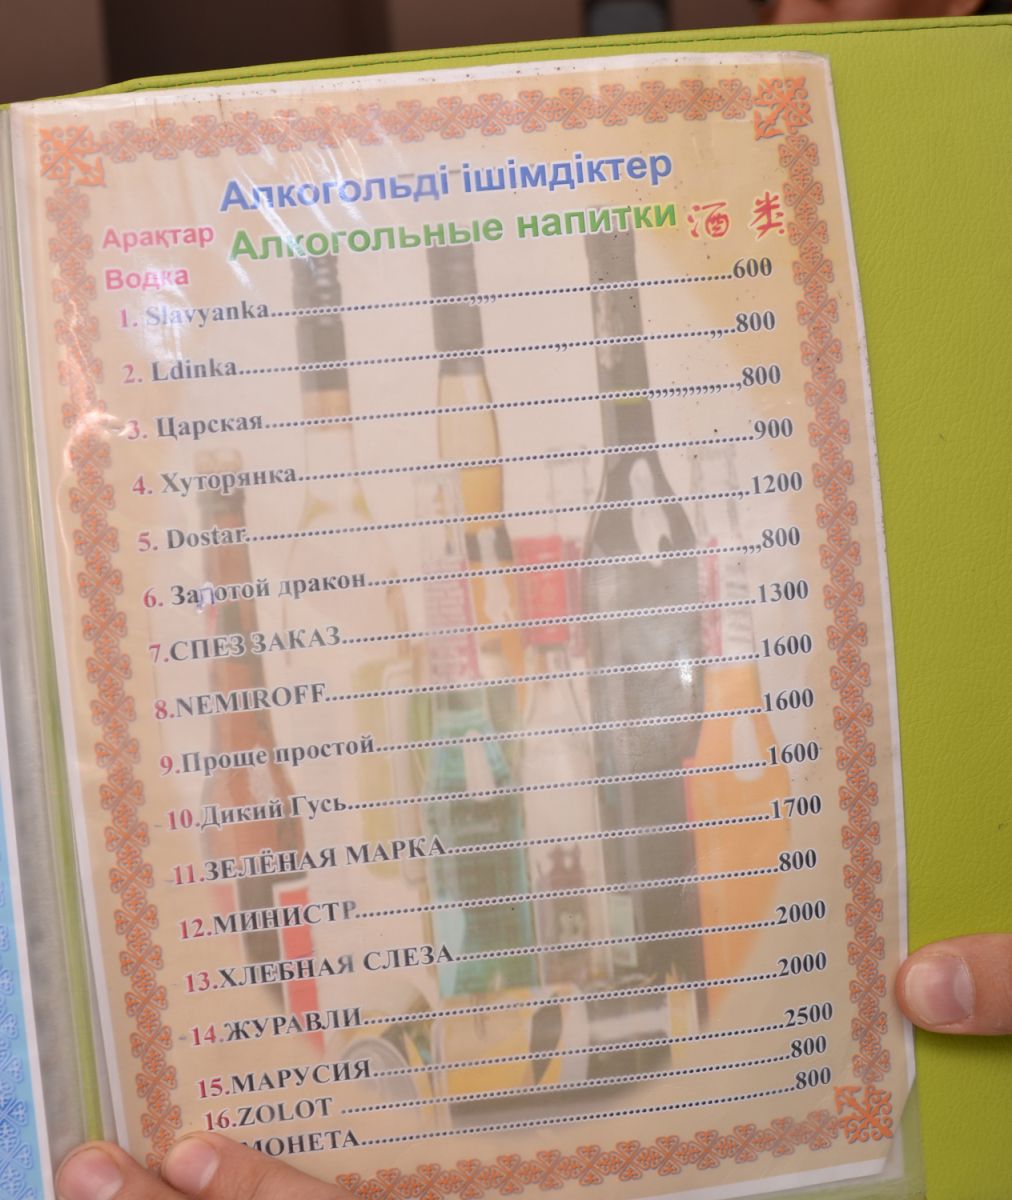 Алкогольді ішімдіктер
Арақтар Алкогольные напитки 酒 类
Водка
1. Slavyanka..........,,,,....................600
2. Ldinka....................,,..........,,..800
3. Царская..............................,,,,,,,,,,,..,800
4. Хуторянка........................................900
5. Dostar........................................,.1200
6. Залотой дракон..............................,,,800
7.СПЕЗ ЗАКАЗ........................................1300
8.NEMIROFF........................................1600
9.Проще простой........................................1600
10.Дикий Гусь........................................1600
11.ЗЕЛЁНАЯ МАРКА..............................1700
12.МИНИСТР........................................800
13.ХЛЕБНАЯ СЛЕЗА..............................2000
14.ЖУРАВЛИ........................................2000
15.МАРУСИЯ........................................2500
16.ZOLOT ........................................800
МОНЕТА........................................800